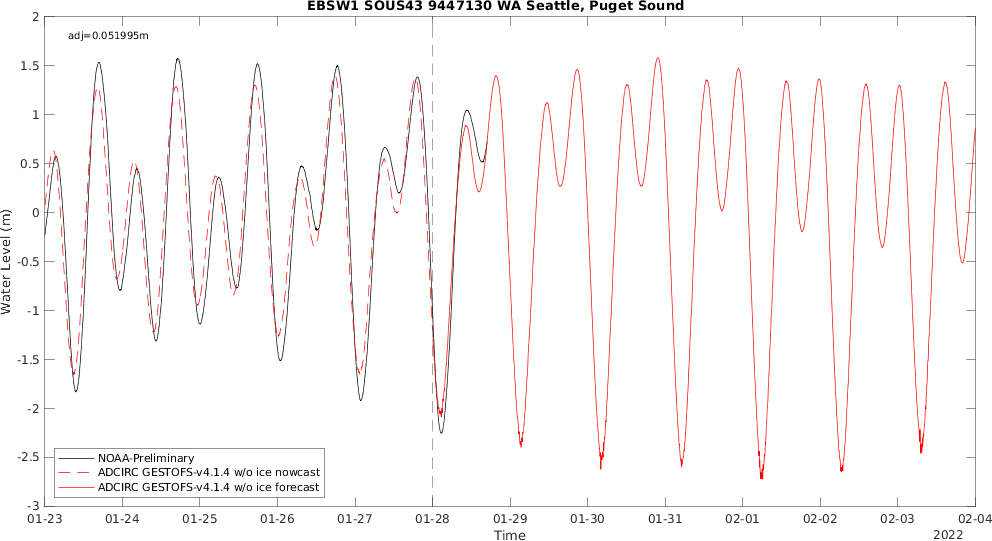 EBSW1 SOUS43 9447130 WA Seattle, Puget Sound
adj=0.051995m
2
1.5
1
0.5
0
-0.5
-1
-1.5
-2
-2.5
-3
Water Level (m)
NOAA-Preliminary
ADCIRC GESTOFS-v4.1.4 w/o ice nowcast
ADCIRC GESTOFS-v4.1.4 w/o ice forecast
01-23 01-24 01-25 01-26 01-27 01-28 01-29 01-30 01-31 02-01 02-02 02-03 02-04
Time
2022